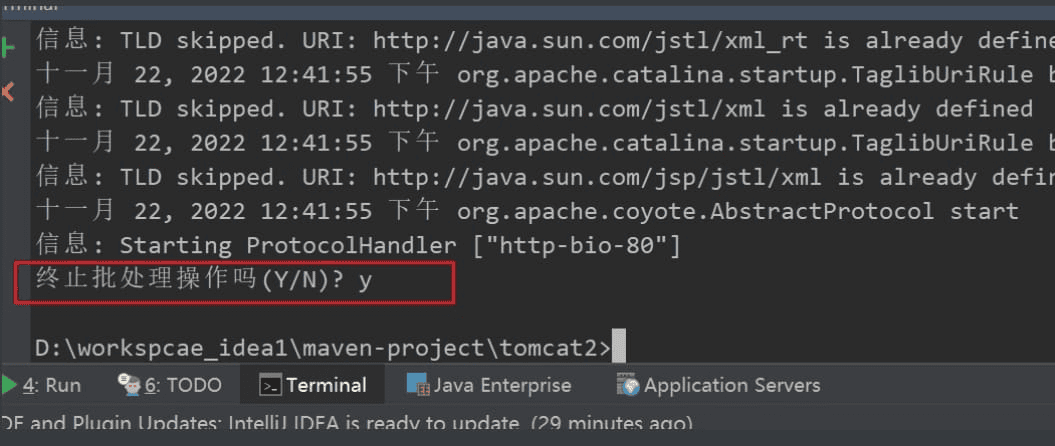 信息: TLD skipped. URI: http://java.sun.com/jstl/xml_rt is already define
十一月 22, 2022 12:41:55 下午 org.apache.catalina.startup.TaglibUriRule b
信息: TLD skipped. URI: http://java.sun.com/jstl/xml is already defined
十一月 22, 2022 12:41:55 下午 org.apache.catalina.startup.TaglibUriRule b
信息: TLD skipped. URI: http://java.sun.com/jsp/jstl/xml is already defin
十一月 22, 2022 12:41:55 下午 org.apache.coyote.AbstractProtocol start
信息: Starting ProtocolHandler ["http-bio-80"]
终止批处理操作吗(Y/N)? y
D:\workspcae_idea1\maven-project\tomcat2>
4: Run 6: TODO Terminal Java Enterprise Application Servers
DE and Plugin Updates: IntelliJ IDEA is ready to update. (29 minutes ago)